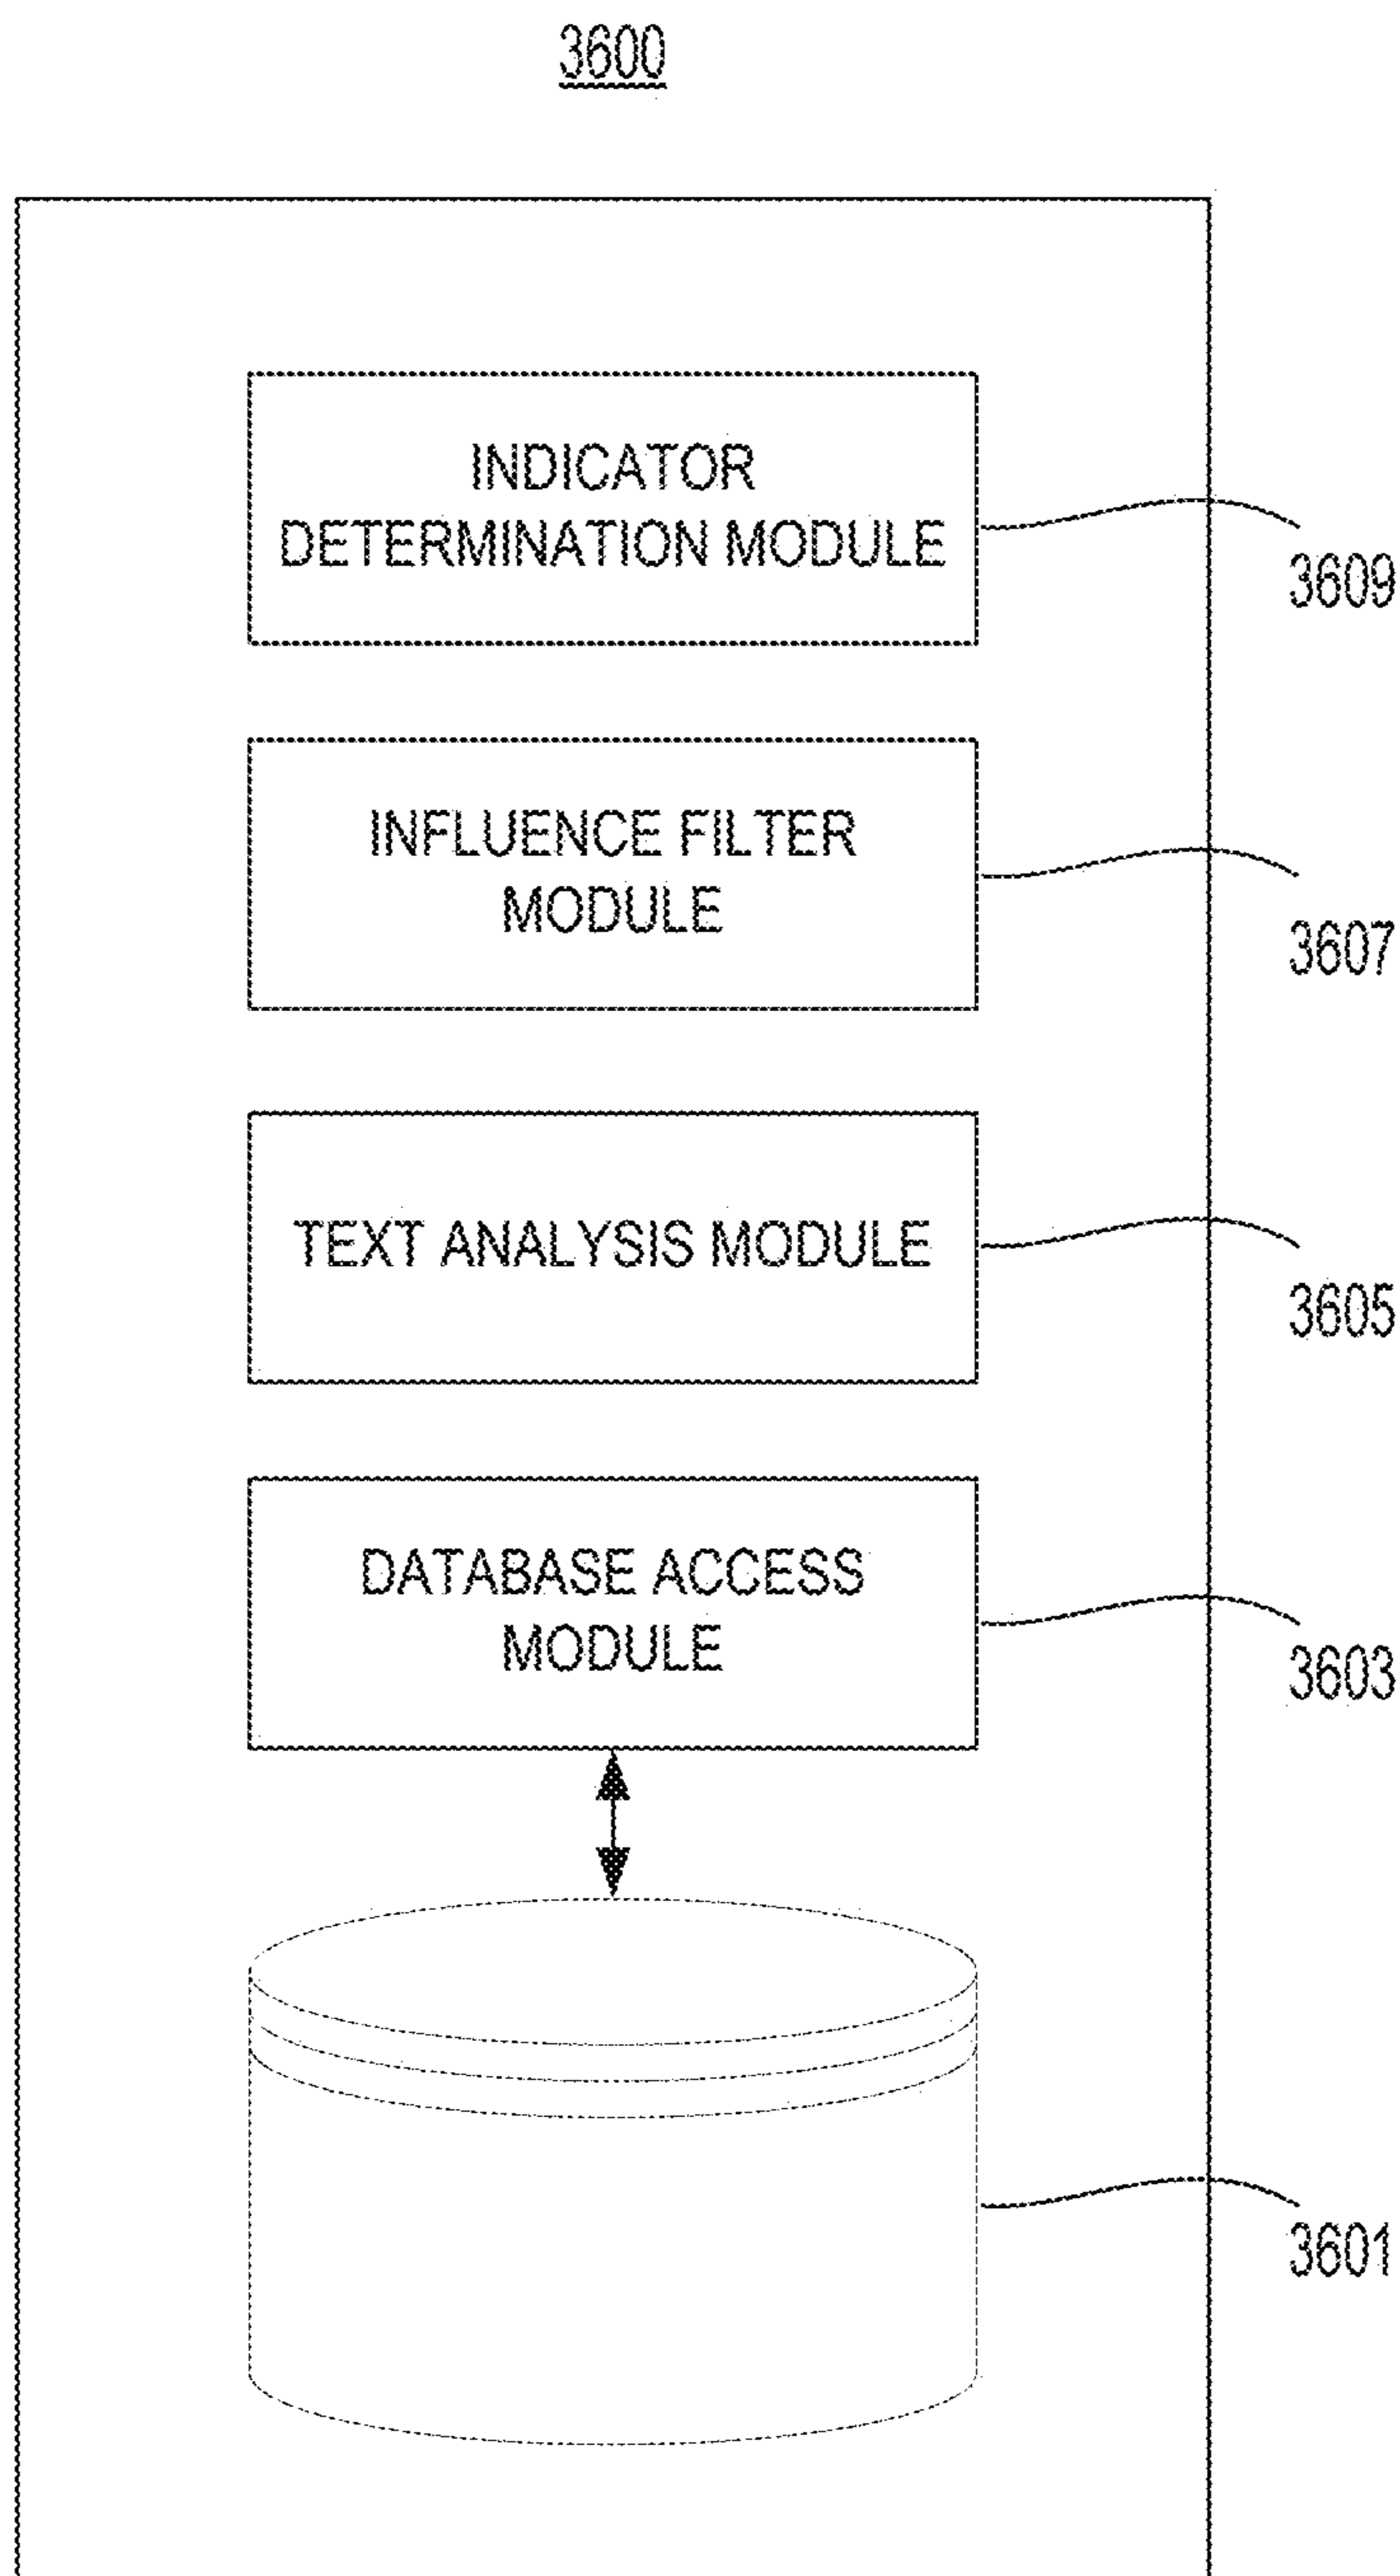 3600
INDICATOR
DETERMINATION MODULE
3609
INFLUENCE FILTER
MODULE
3607
TEXT ANALYSIS MODULE
3605
DATABASE ACCESS
MODULE
3603
3601